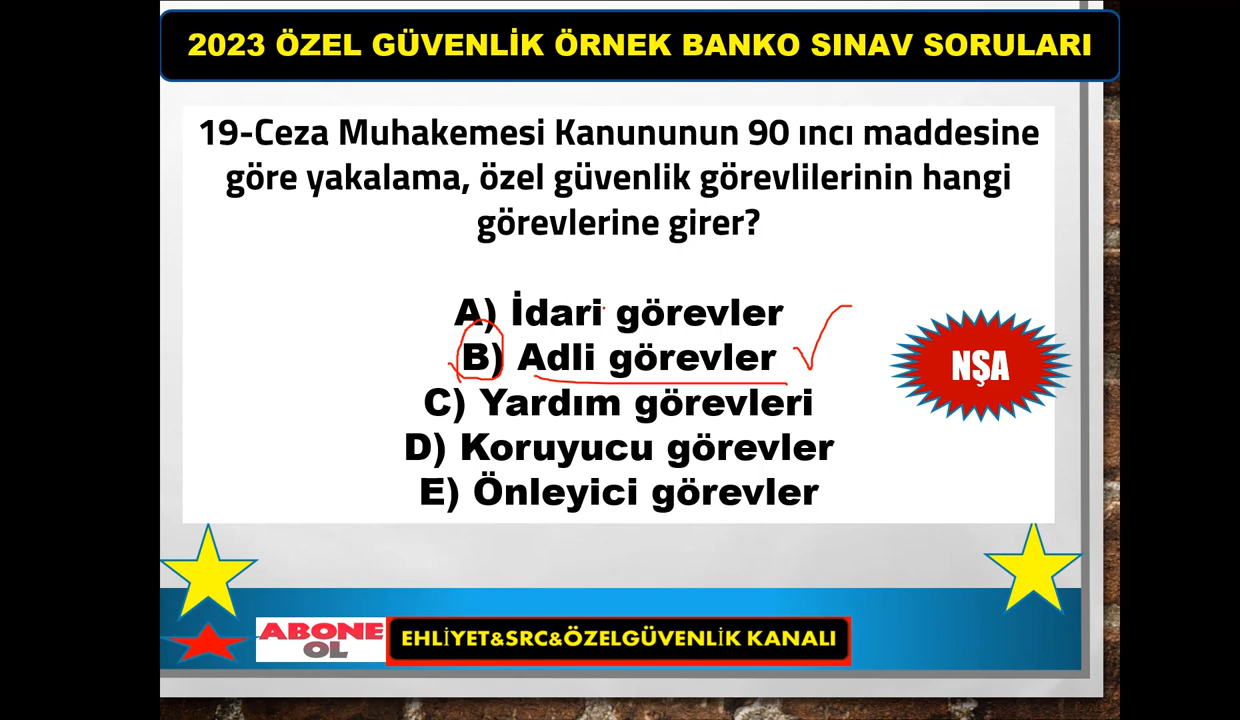 2023 ÖZEL GÜVENLİK ÖRNEK BANKO SINAV SORULARI
19-Ceza Muhakemesi Kanununun 90 ıncı maddesine
göre yakalama, özel güvenlik görevlilerinin hangi
görevlerine girer?
A) İdari görevler
B) Adli görevler
C) Yardım görevleri
D) Koruyucu görevler
E) Önleyici görevler
NŞA
ABONE
OL
EHLİYET&SRC&ÖZELGÜVENLİK KANALI